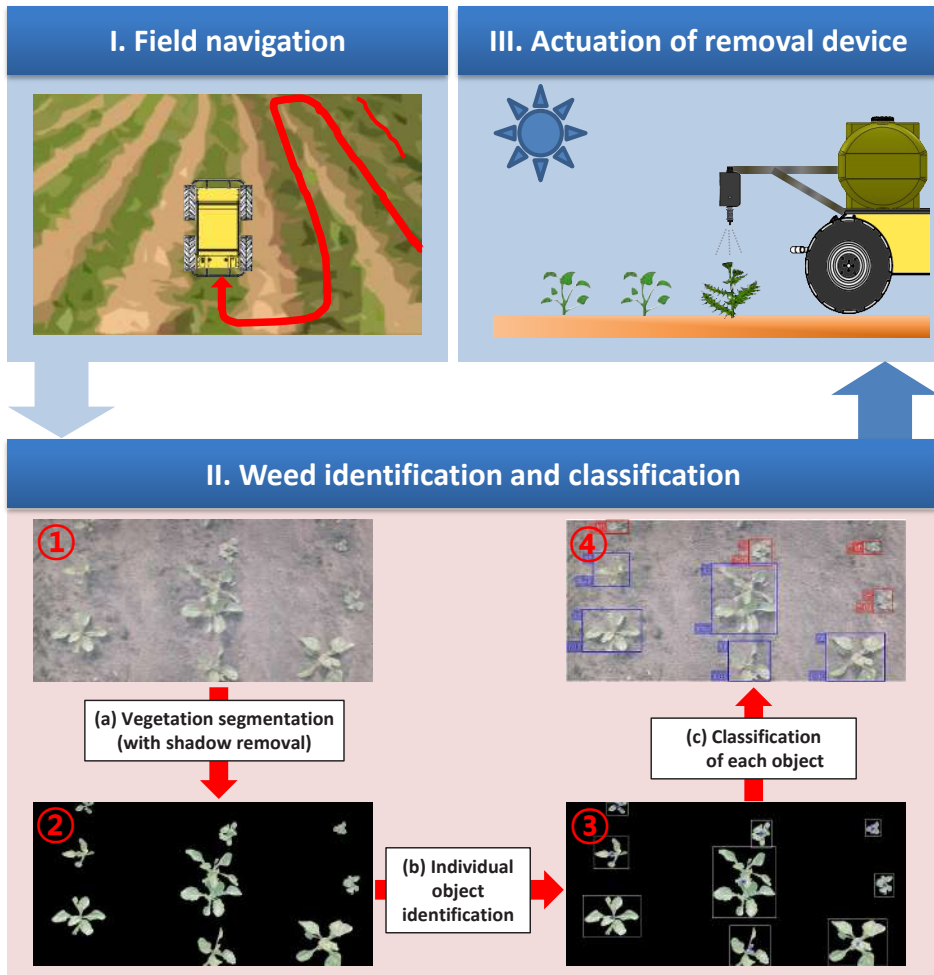 I. Field navigation
III. Actuation of removal device
II. Weed identification and classification
①
④
(a) Vegetation segmentation
(with shadow removal)
(c) Classification
of each object
②
③
(b) Individual
object
identification